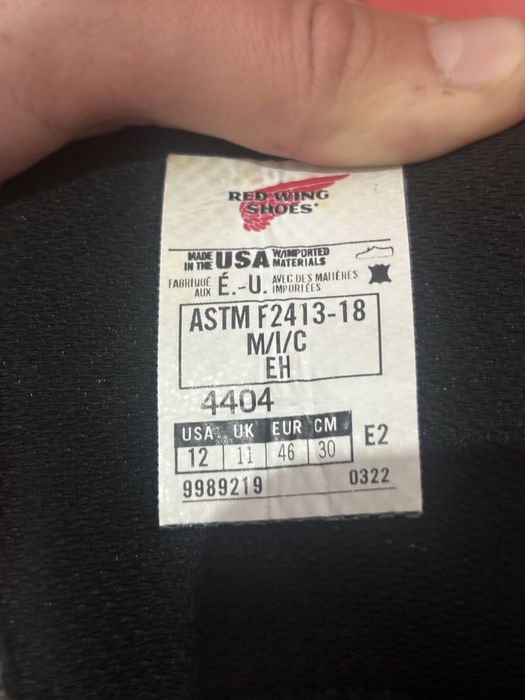 RED WING
SHOES®
MADE IN THE USA W/IMPORTED MATERIALS
FABRIQUÉ AUX É.-U. AVEC DES MATIÈRES IMPORTÉES
ASTM F2413-18
M/I/C
EH
4404
USA UK EUR CM
12 11 46 30 E2
9989219 0322